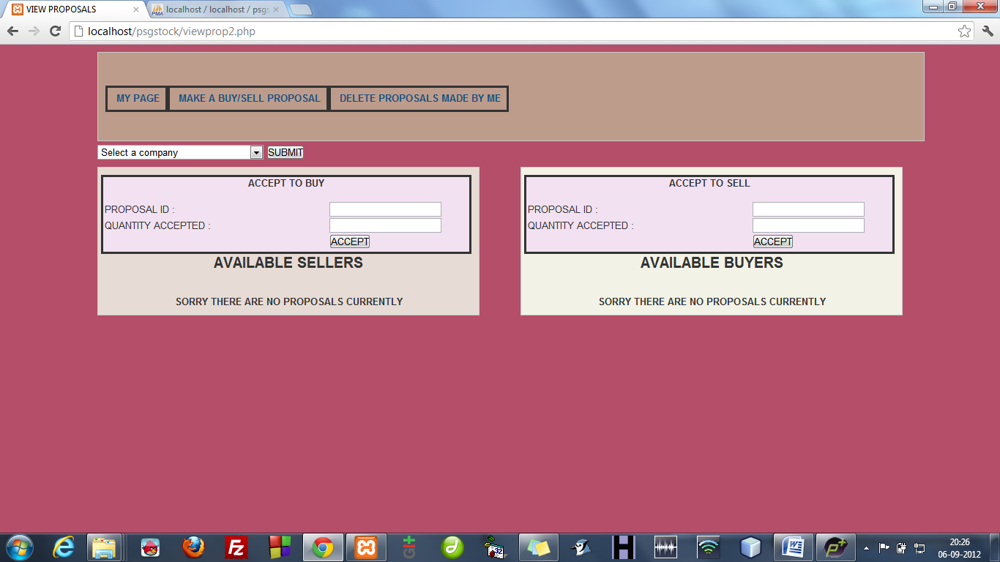 VIEW PROPOSALS
localhost / localhost / psgs
localhost/psgstock/viewprop2.php
MY PAGE MAKE A BUY/SELL PROPOSAL DELETE PROPOSALS MADE BY ME
Select a company SUBMIT
ACCEPT TO BUY
PROPOSAL ID :
QUANTITY ACCEPTED :
ACCEPT
AVAILABLE SELLERS
SORRY THERE ARE NO PROPOSALS CURRENTLY
ACCEPT TO SELL
PROPOSAL ID :
QUANTITY ACCEPTED :
ACCEPT
AVAILABLE BUYERS
SORRY THERE ARE NO PROPOSALS CURRENTLY
20:26
06-09-2012